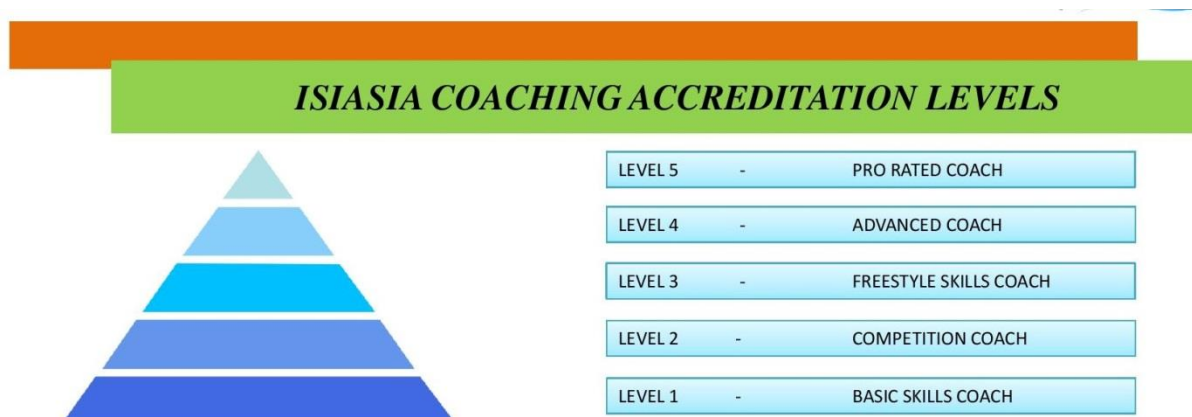 ISIASIA COACHING ACCREDITATION LEVELS
LEVEL 5 - PRO RATED COACH
LEVEL 4 - ADVANCED COACH
LEVEL 3 - FREESTYLE SKILLS COACH
LEVEL 2 - COMPETITION COACH
LEVEL 1 - BASIC SKILLS COACH